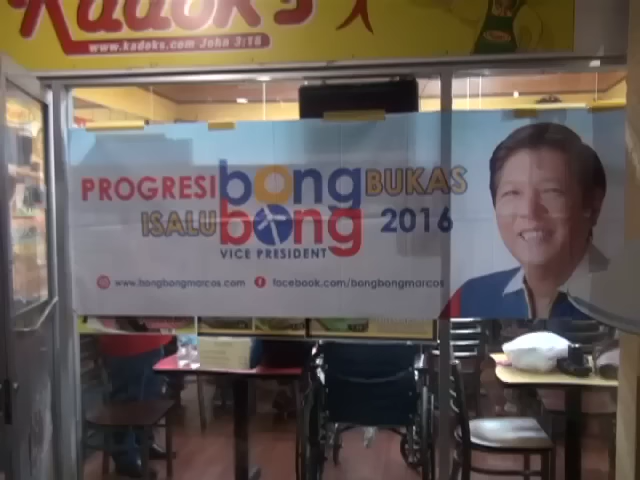 Kadok's
www.kadoks.com John 3:16
PROGRESI bong BUKAS
ISALU bong 2016
VICE PRESIDENT
www.bongbongmarcos.com facebook.com/bongbongmarcos